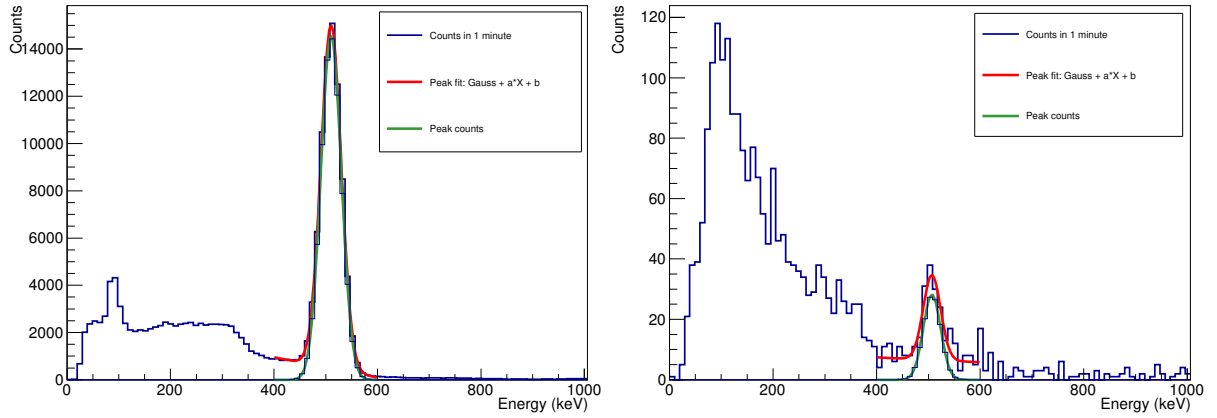 Counts
14000
12000
10000
8000
6000
4000
2000
0
0 200 400 600 800 1000
Energy (keV)
Counts in 1 minute
Peak fit: Gauss + a*X + b
Peak counts
Counts
120
100
80
60
40
20
0
0 200 400 600 800 1000
Energy (keV)
Counts in 1 minute
Peak fit: Gauss + a*X + b
Peak counts